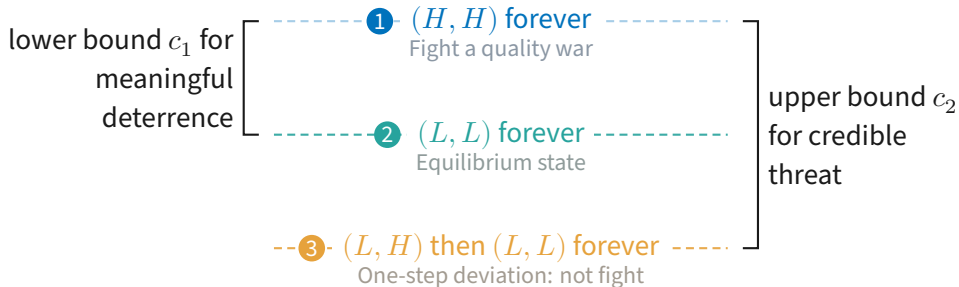 lower bound c₁ for
meaningful
deterrence
1 (H, H) forever
Fight a quality war
2 (L, L) forever
Equilibrium state
3 (L, H) then (L, L) forever
One-step deviation: not fight
upper bound c₂
for credible
threat